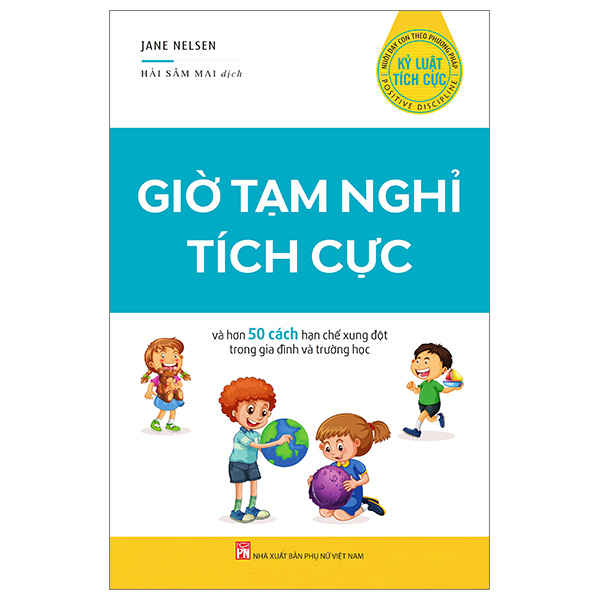 JANE NELSEN
HẢI SÂM MAI dịch
NUÔI DẠY CON THEO PHƯƠNG PHÁP
KỶ LUẬT
TÍCH CỰC
POSITIVE DISCIPLINE
GIỜ TẠM NGHỈ
TÍCH CỰC
và hơn 50 cách hạn chế xung đột
trong gia đình và trường học
PN
NHÀ XUẤT BẢN PHỤ NỮ VIỆT NAM